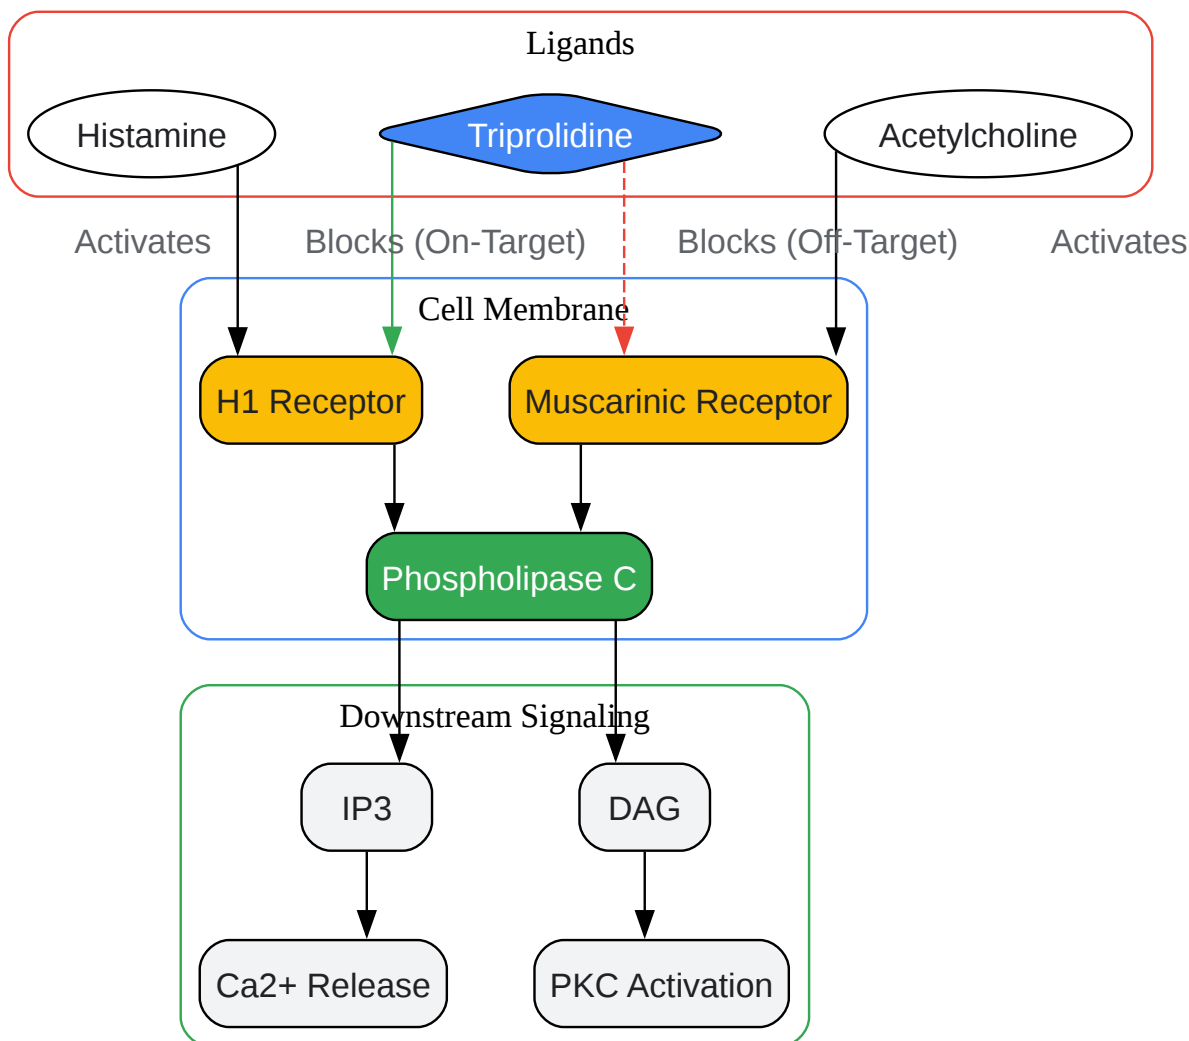 Ligands
Histamine
Triprolidine
Acetylcholine
Activates
Blocks (On-Target)
Blocks (Off-Target)
Activates
Cell Membrane
H1 Receptor
Muscarinic Receptor
Phospholipase C
Downstream Signaling
IP3
DAG
Ca2+ Release
PKC Activation